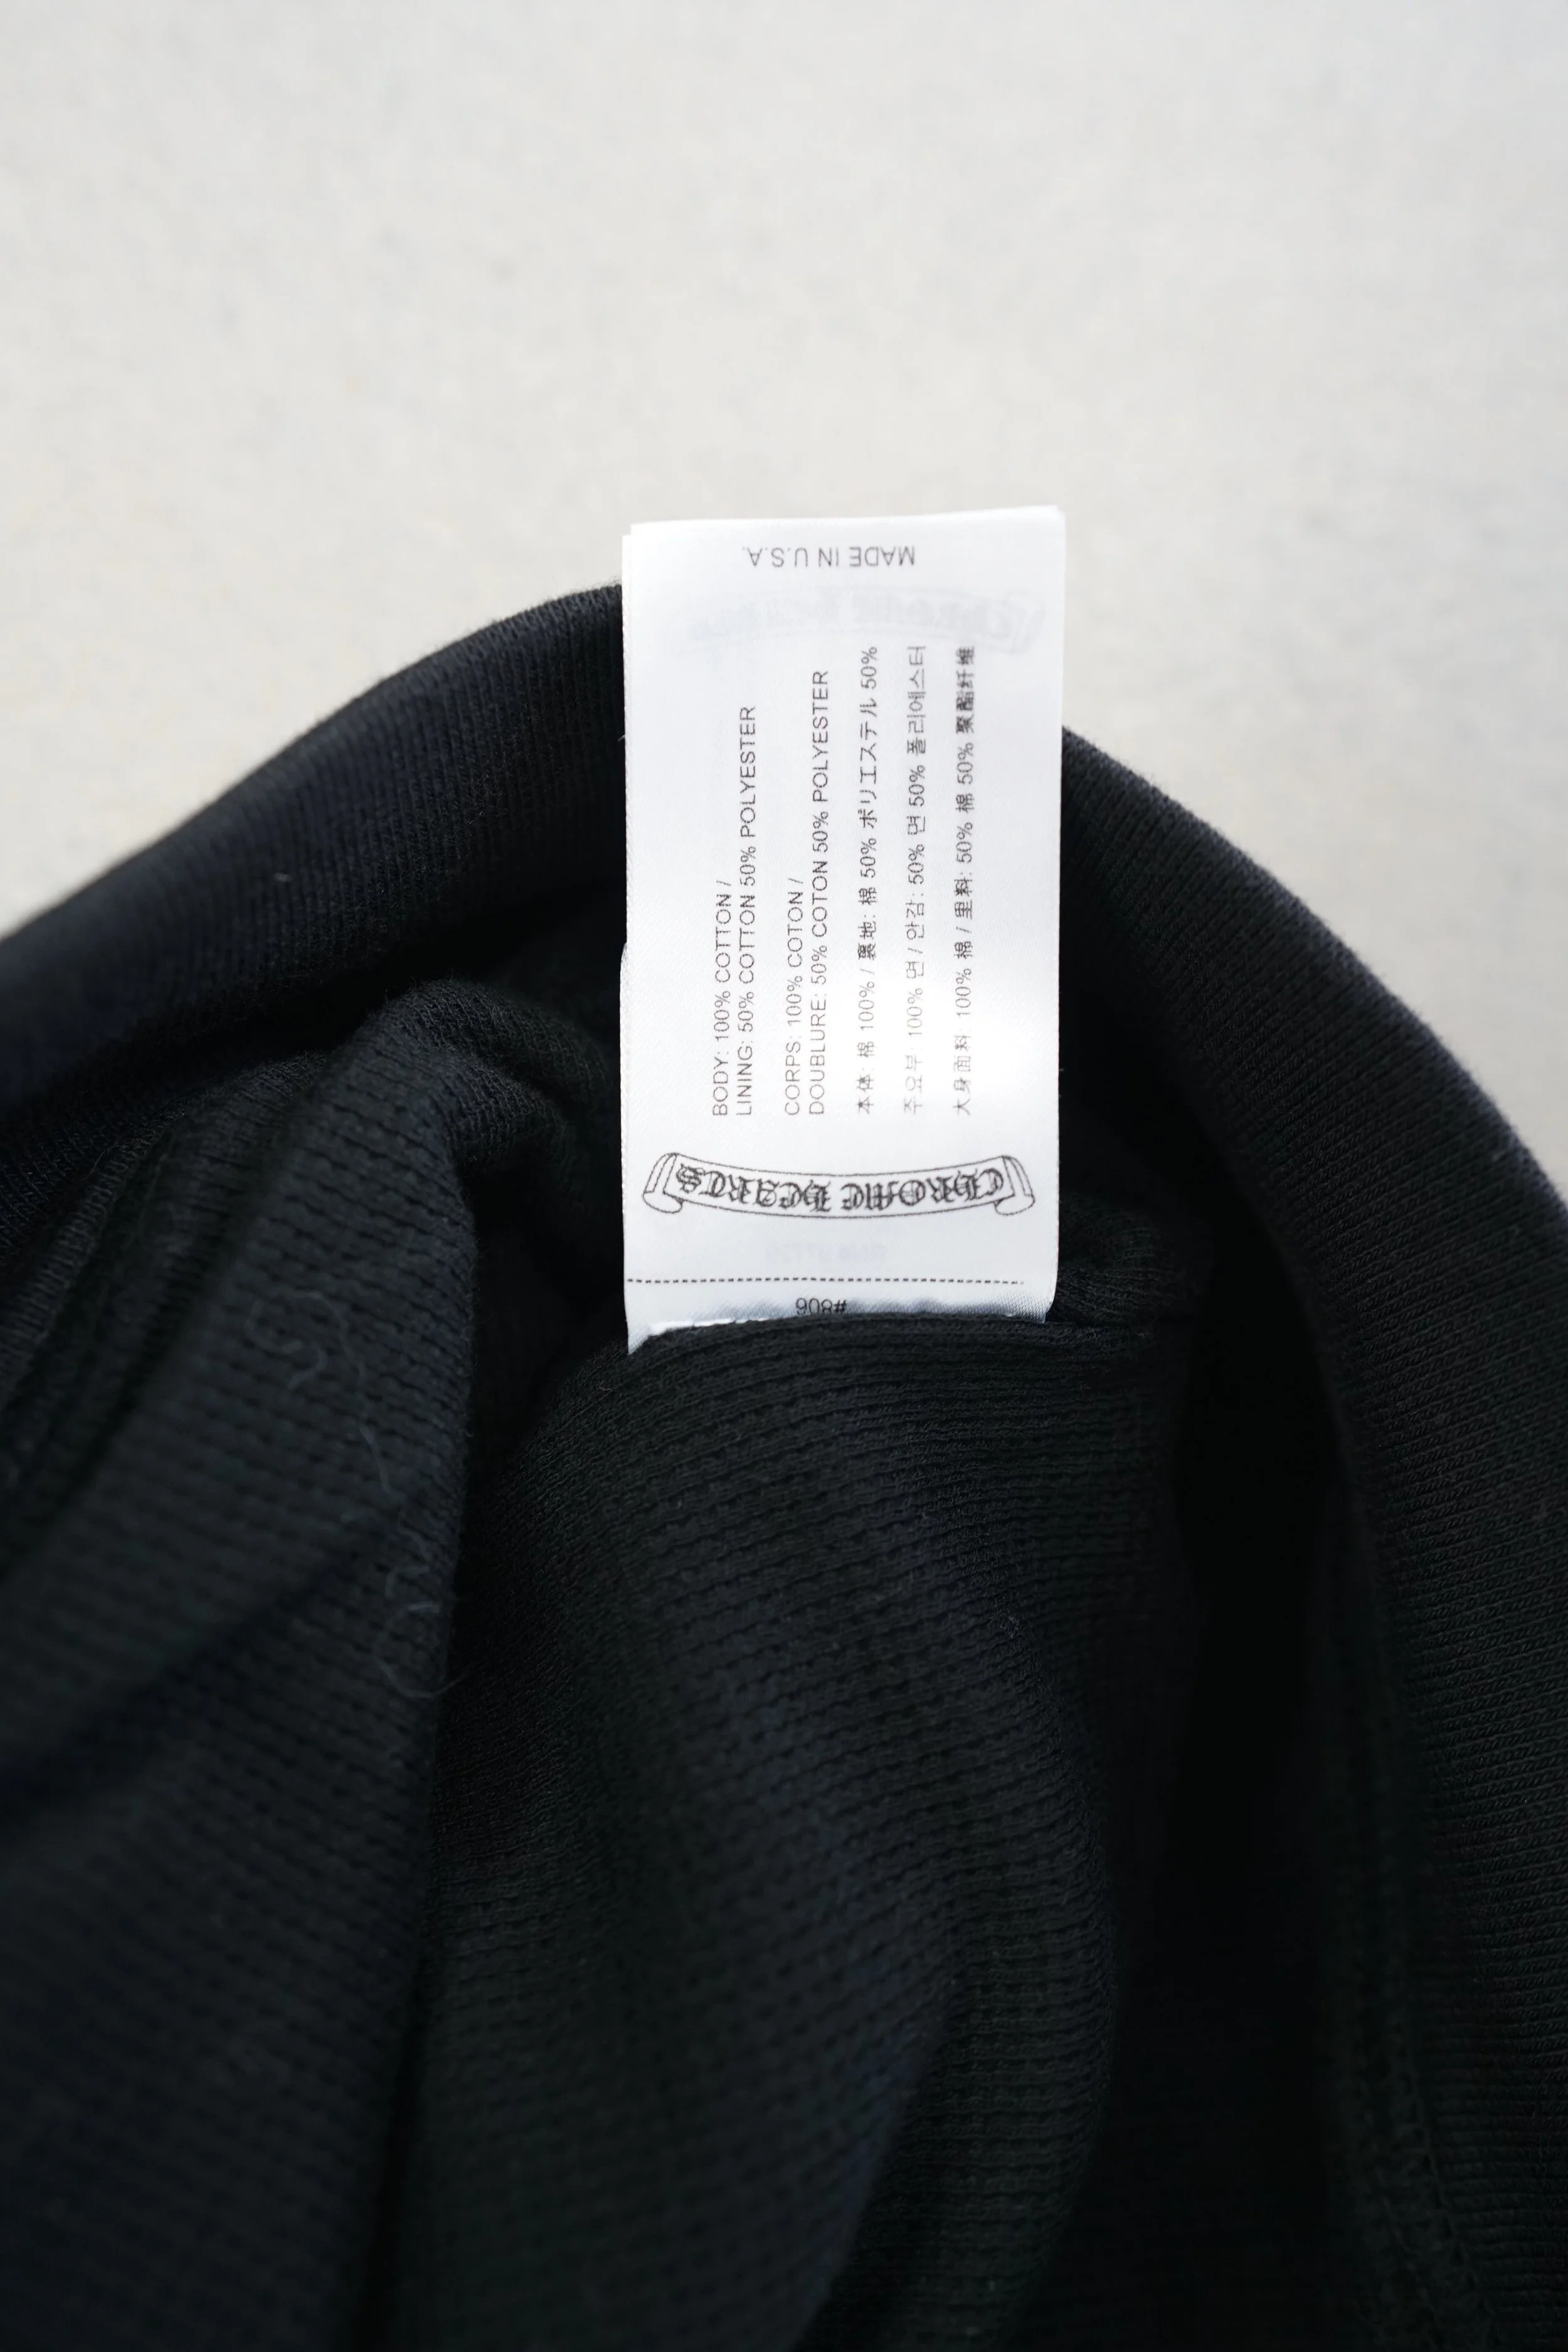 MADE IN U.S.A.
BODY: 100% COTTON /
LINING: 50% COTTON 50% POLYESTER
CORPS: 100% COTON /
DOUBLURE: 50% COTON 50% POLYESTER
本体: 棉 100% / 裏地: 棉 50% ポリエステル 50%
주요부: 100% 면 / 안감: 50% 면 50% 폴리에스터
大身面料: 100% 棉 / 里料: 50% 棉 50% 聚酯纤维
CHROME HEARTS
#806